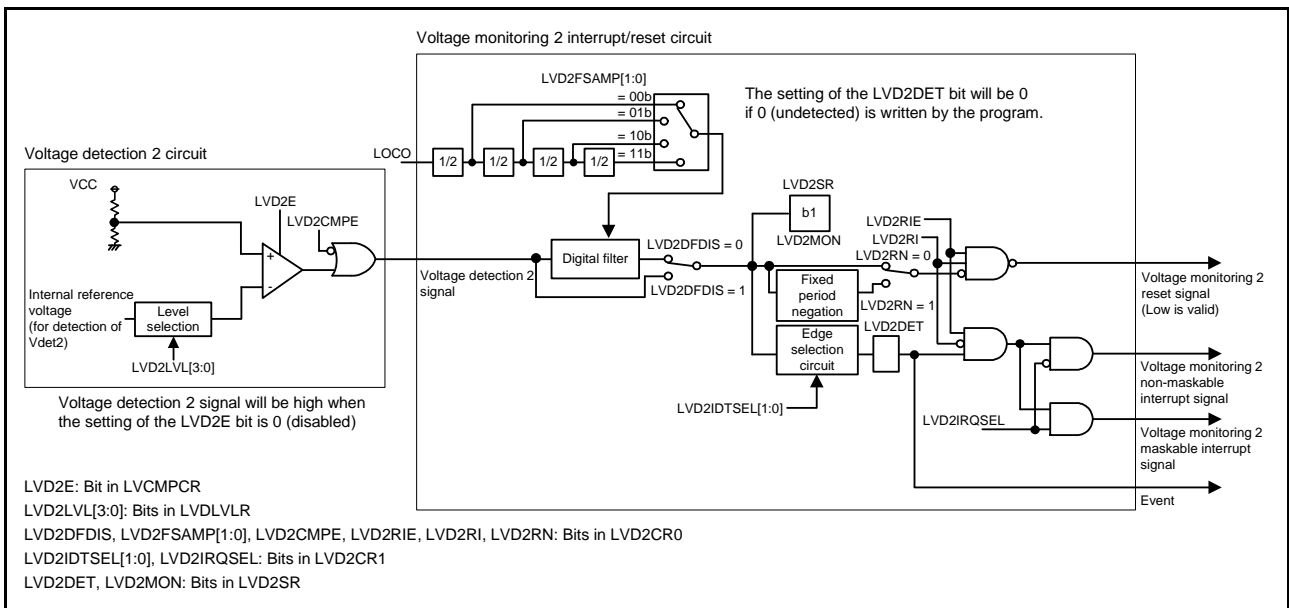 Voltage monitoring 2 interrupt/reset circuit
LVD2FSAMP[1:0]
= 00b
= 01b
= 10b
= 11b
The setting of the LVD2DET bit will be 0
if 0 (undetected) is written by the program.
LOCO
1/2
1/2
1/2
1/2
Voltage detection 2 circuit
VCC
LVD2E
LVD2CMPE
+
-
Internal reference
voltage
(for detection of
Vdet2)
Level
selection
LVD2LVL[3:0]
Voltage detection 2
signal
Digital filter
LVD2DFDIS = 0
LVD2DFDIS = 1
LVD2SR
b1
LVD2MON
LVD2RIE
LVD2RI
LVD2RN = 0
Fixed
period
negation
LVD2RN = 1
Edge
selection
circuit
LVD2DET
LVD2IDTSEL[1:0]
LVD2IRQSEL
Voltage monitoring 2
reset signal
(Low is valid)
Voltage monitoring 2
non-maskable
interrupt signal
Voltage monitoring 2
maskable interrupt
signal
Event
Voltage detection 2 signal will be high when
the setting of the LVD2E bit is 0 (disabled)
LVD2E: Bit in LVCMPCR
LVD2LVL[3:0]: Bits in LVDLVLR
LVD2DFDIS, LVD2FSAMP[1:0], LVD2CMPE, LVD2RIE, LVD2RI, LVD2RN: Bits in LVD2CR0
LVD2IDTSEL[1:0], LVD2IRQSEL: Bits in LVD2CR1
LVD2DET, LVD2MON: Bits in LVD2SR